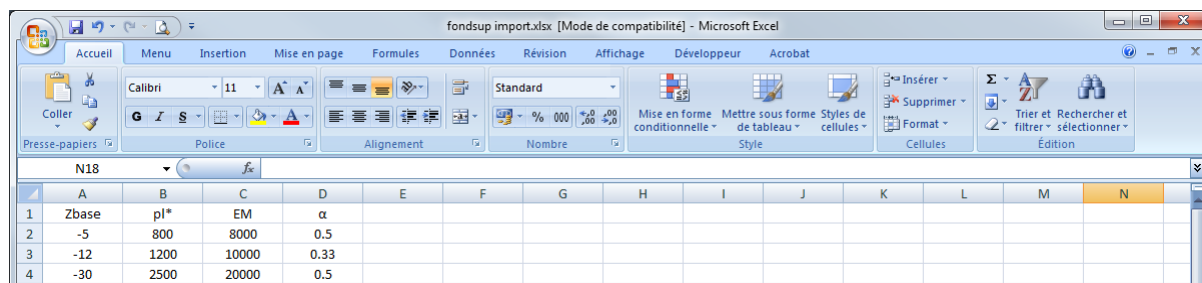 fondsup import.xlsx [Mode de compatibilité] - Microsoft Excel
Accueil Menu Insertion Mise en page Formules Données Révision Affichage Développeur Acrobat
Coller
Calibri 11 A A
G I S A
Standard
% 000 ,00 ,00
Mise en forme conditionnelle
Mettre sous forme de tableau
Styles de cellules
Insérer
Supprimer
Format
Σ
Trier et filtrer
Rechercher et sélectionner
Presse-papiers Police Alignement Nombre Style Cellules Édition
N18 fx
A B C D E F G H I J K L M N
1 Zbase pl* EM α
2 -5 800 8000 0.5
3 -12 1200 10000 0.33
4 -30 2500 20000 0.5